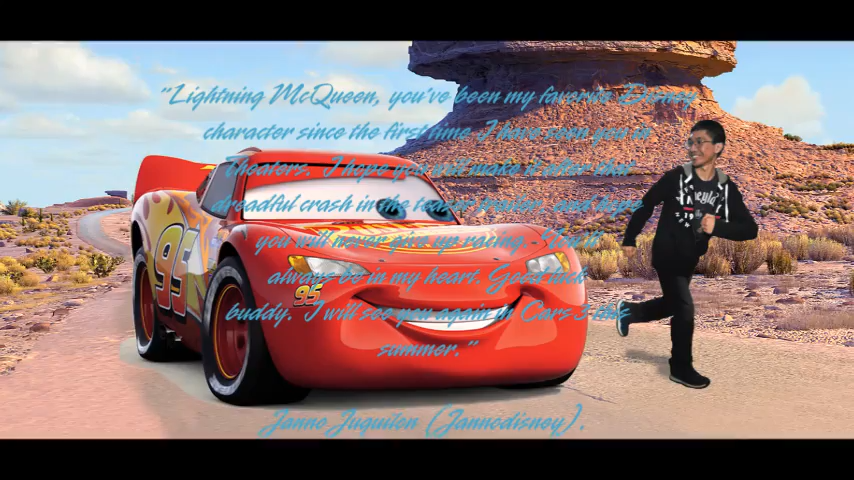 "Lightning McQueen, you've been my favorite Disney
character since the first time I have seen you in
theaters. I hope you will make it after that
dreadful crash in the teaser trailer, and hope
you will never give up racing. You'll
always be in my heart. Good luck
buddy. I will see you again in Cars 3 this
summer."
Janno Juguilon (Jannodisney).
95
95